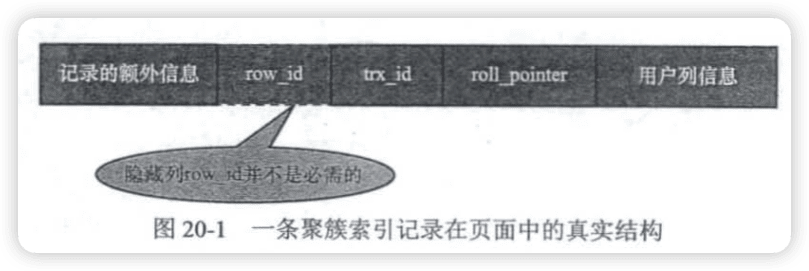 记录的额外信息 row_id trx_id roll_pointer 用户列信息
隐藏列row_id并不是必需的
图 20-1 一条聚簇索引记录在页面中的真实结构